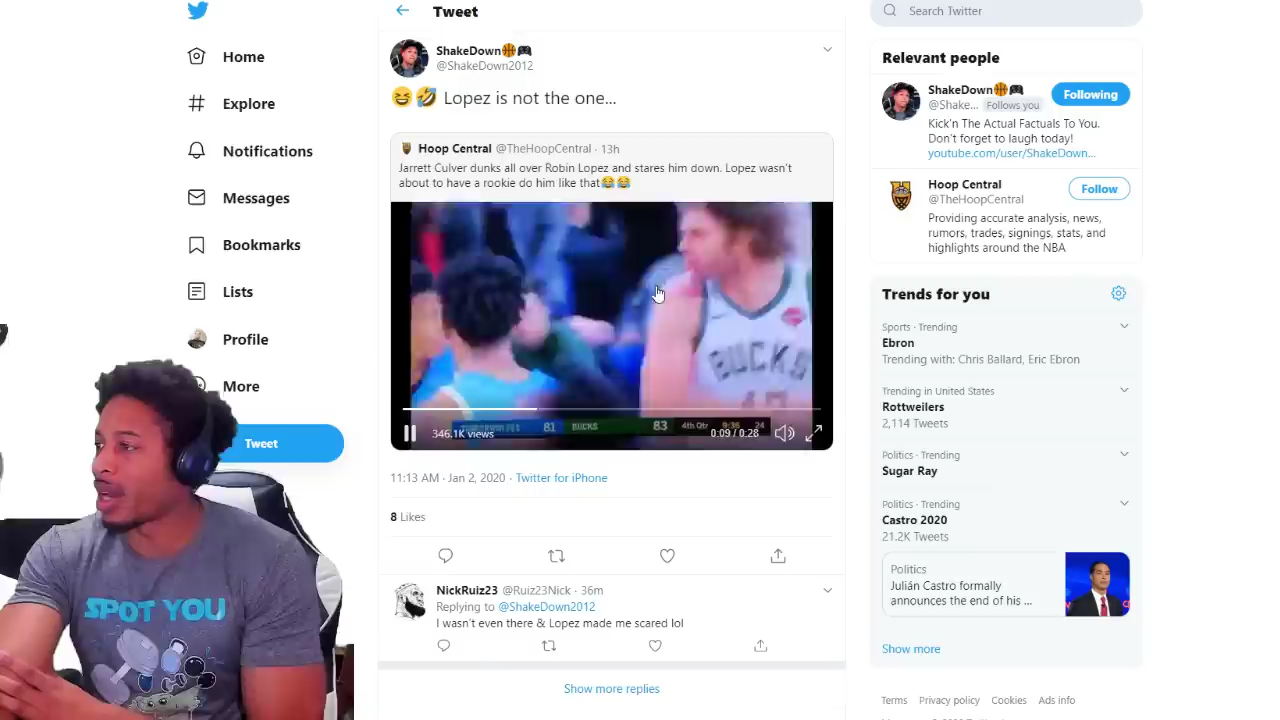 Home
Explore
Notifications
Messages
Bookmarks
Lists
Profile
More
Tweet
SPOT YOU
Tweet
ShakeDown🏀🎮
@ShakeDown2012
😆🤣 Lopez is not the one...
Hoop Central @TheHoopCentral · 13h
Jarrett Culver dunks all over Robin Lopez and stares him down. Lopez wasn't
about to have a rookie do him like that😂😂
BUCKS
81 BUCKS 83 4th Qtr 9:36 24
346.1K views 0:09 / 0:28
11:13 AM · Jan 2, 2020 · Twitter for iPhone
8 Likes
NickRuiz23 @Ruiz23Nick · 36m
Replying to @ShakeDown2012
I wasn't even there & Lopez made me scared lol
Show more replies
Search Twitter
Relevant people
ShakeDown🏀🎮
@Shake... Follows you
Following
Kick'n The Actual Factuals To You.
Don't forget to laugh today!
youtube.com/user/ShakeDown...
Hoop Central
@TheHoopCentral
Follow
Providing accurate analysis, news,
rumors, trades, signings, stats, and
highlights around the NBA
Trends for you
Sports · Trending
Ebron
Trending with: Chris Ballard, Eric Ebron
Trending in United States
Rottweilers
2,114 Tweets
Politics · Trending
Sugar Ray
Politics · Trending
Castro 2020
21.2K Tweets
Politics
Julián Castro formally
announces the end of his ...
Show more
Terms Privacy policy Cookies Ads info